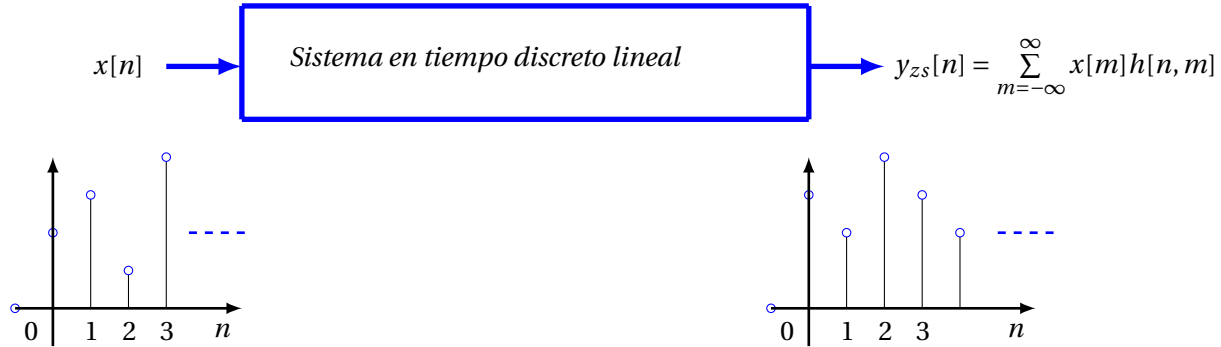 x[n]
Sistema en tiempo discreto lineal
y_{zs}[n] = \sum_{m=-\infty}^{\infty} x[m]h[n,m]
0 1 2 3 n
0 1 2 3 n